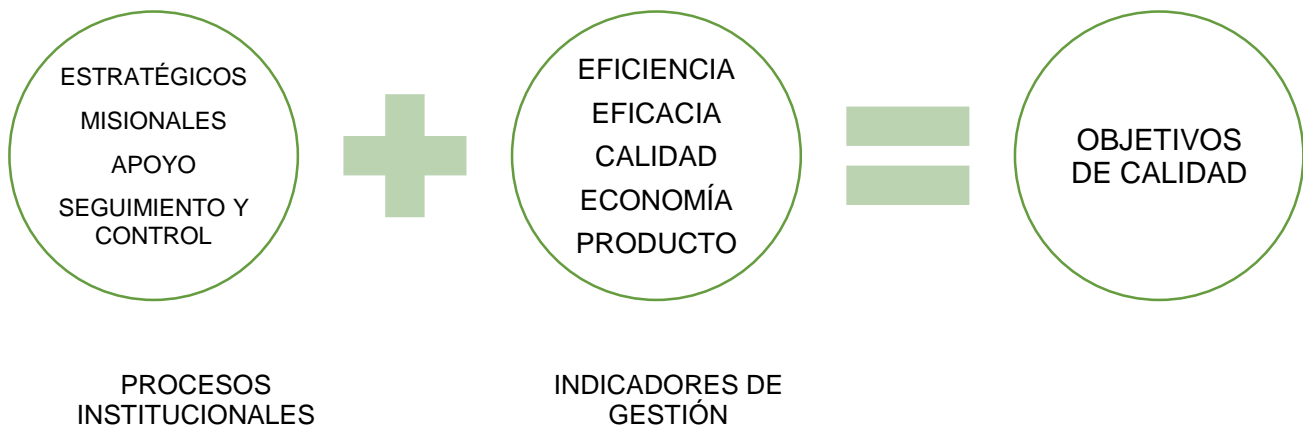 ESTRATÉGICOS
MISIONALES
APOYO
SEGUIMIENTO Y
CONTROL
EFICIENCIA
EFICACIA
CALIDAD
ECONOMÍA
PRODUCTO
OBJETIVOS
DE CALIDAD
PROCESOS
INSTITUCIONALES
INDICADORES DE
GESTIÓN